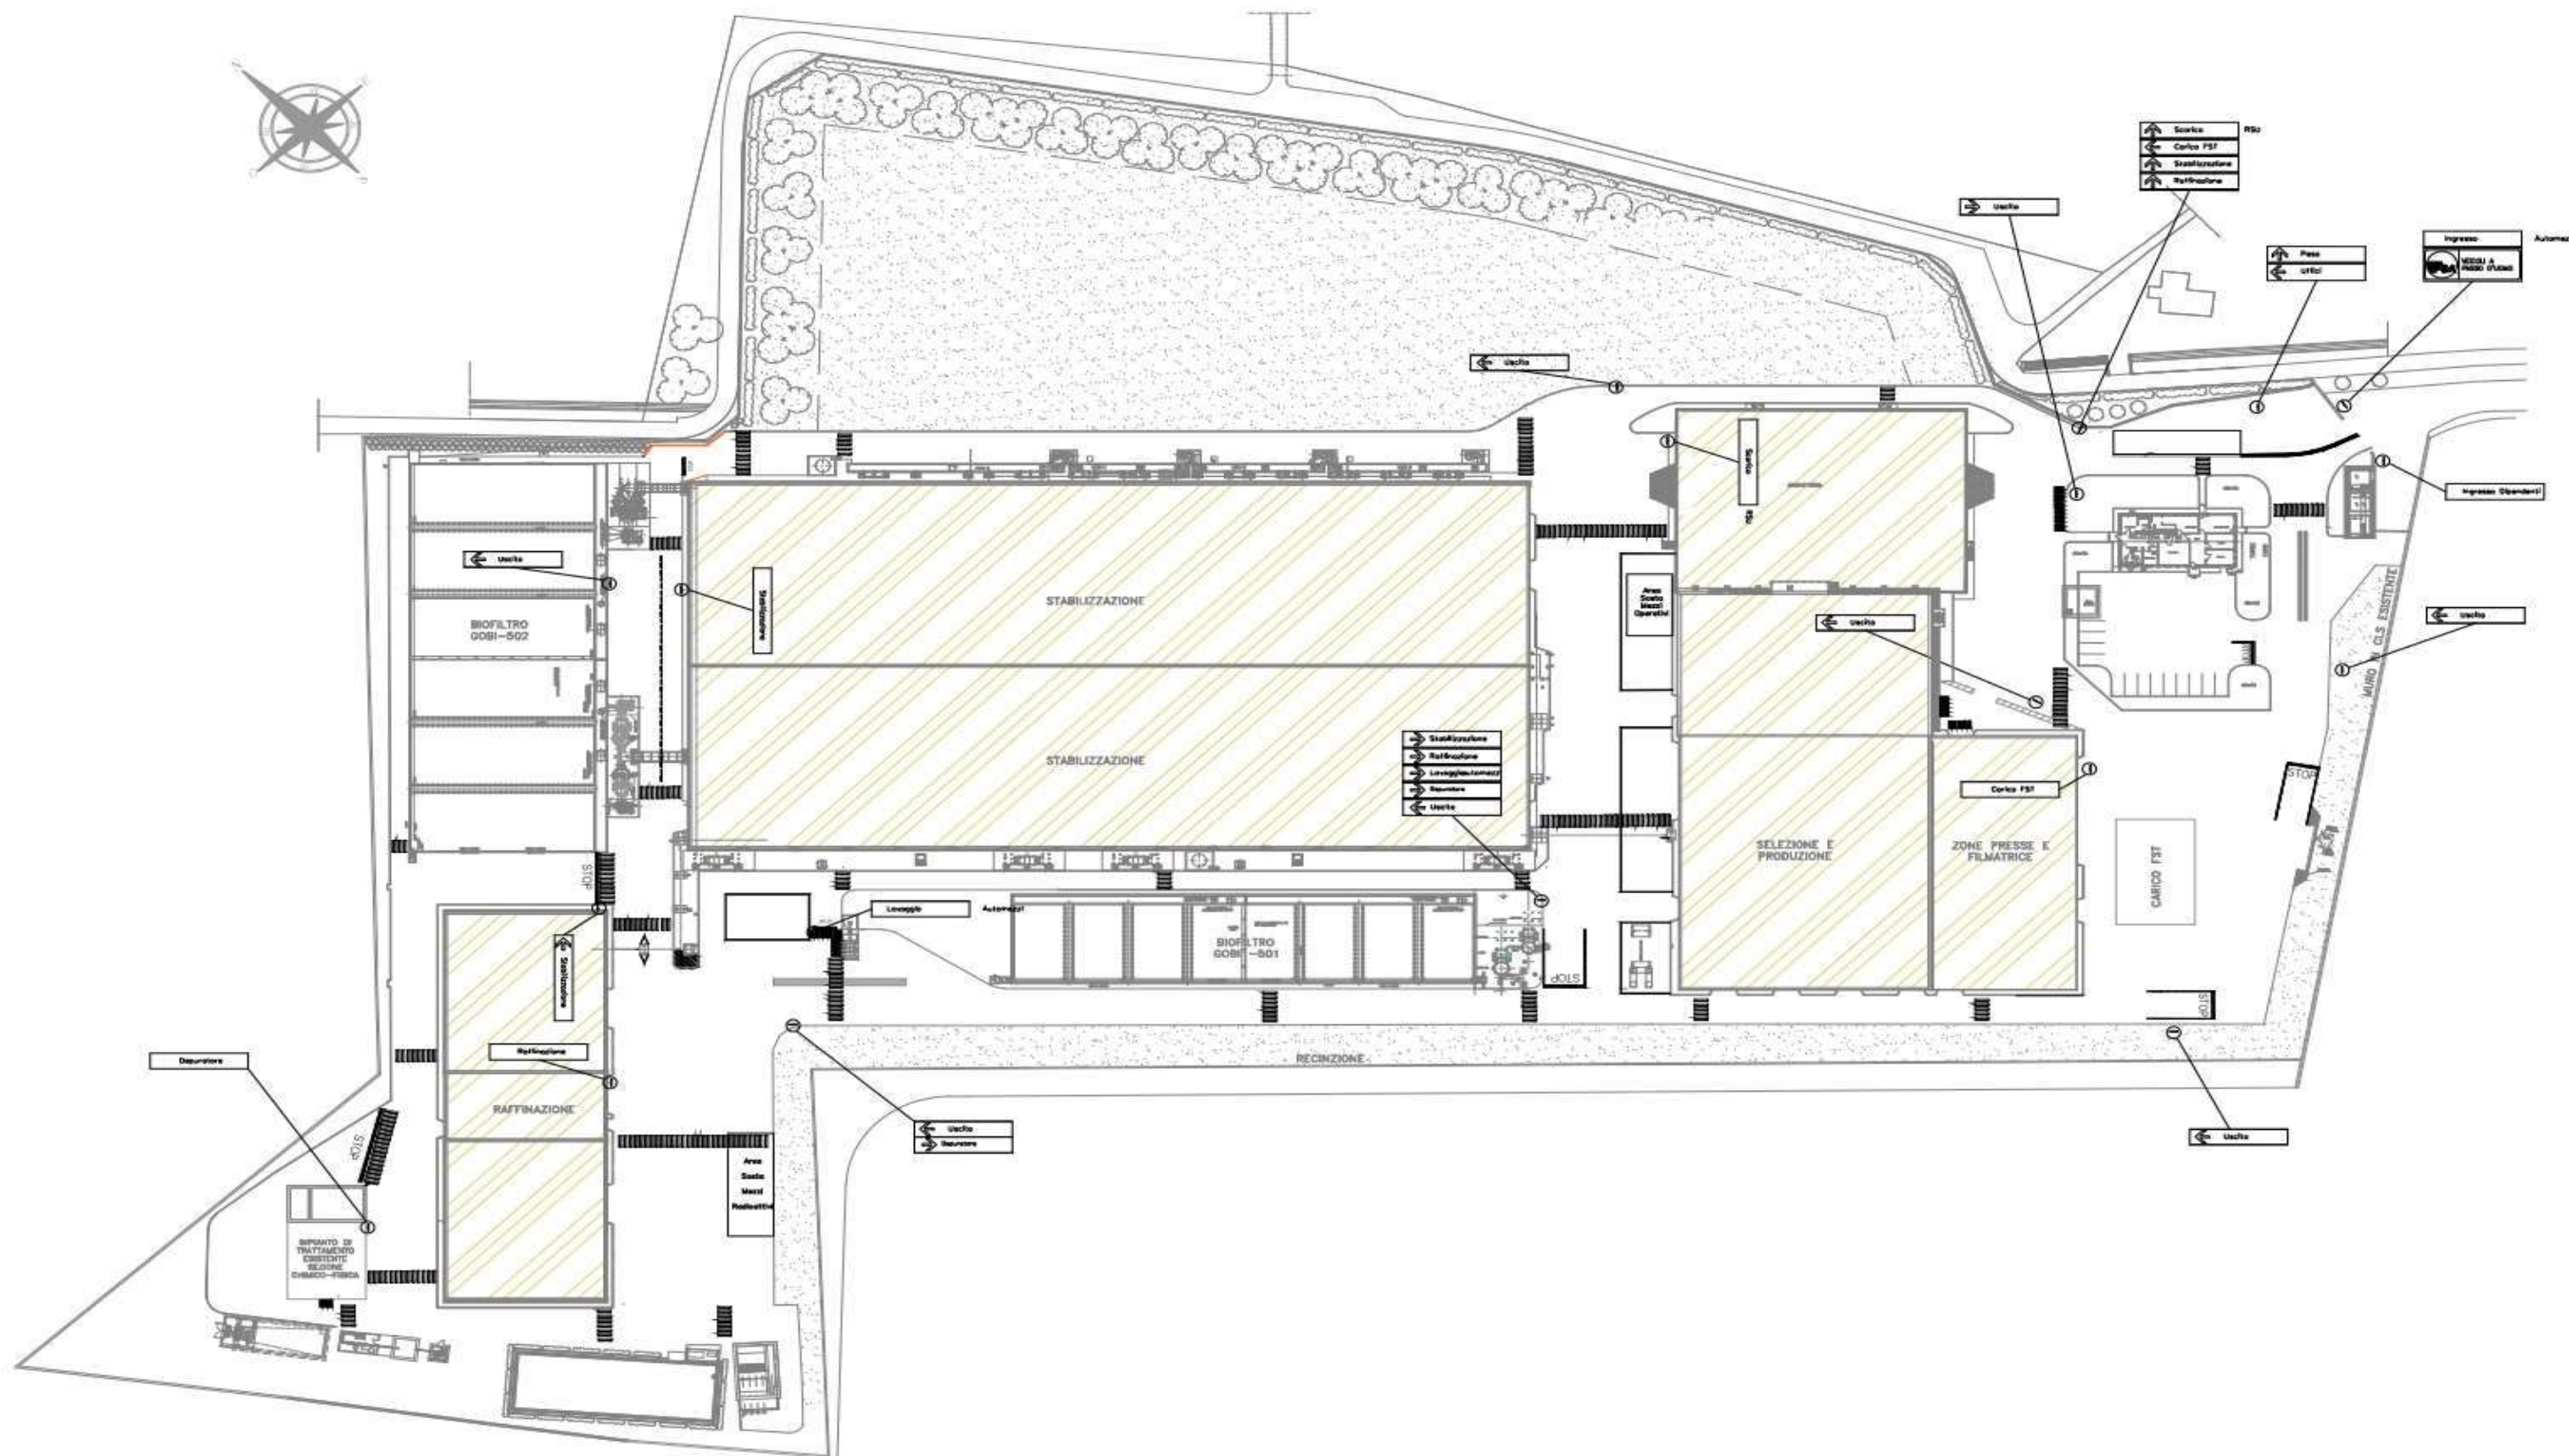 Scarico RSU
Carico FST
Stabilizzazione
Raffinazione
Uscita
Peso
Uffici
Ingresso Automez
VEICOLI A
PASSO D'UOMO
Uscita
Scarico RSU
Ingresso Dipendenti
Uscita
Stabilizzazione
BIOFILTRO
GOBI-502
STABILIZZAZIONE
Area
Sosta
Mezzi
Operativi
Uscita
Uscita
MURO IN CLS ESISTENTE
STOP
STABILIZZAZIONE
Stabilizzazione
Raffinazione
Lavaggioautomezzi
Depuratore
Uscita
Carico FST
STOP
SELEZIONE E
PRODUZIONE
ZONE PRESSE E
FILMATRICE
CARICO FST
STOP
Lavaggio Automezzi
BIOFILTRO
GOBI-501
STOP
STOP
Stabilizzazione
Raffinazione
Depuratore
RECINZIONE
RAFFINAZIONE
STOP
Uscita
Depuratore
Uscita
Area
Sosta
Mezzi
Radioattivi
IMPIANTO DI
TRATTAMENTO
ESISTENTE
SEZIONE
CHIMICO-FISICA